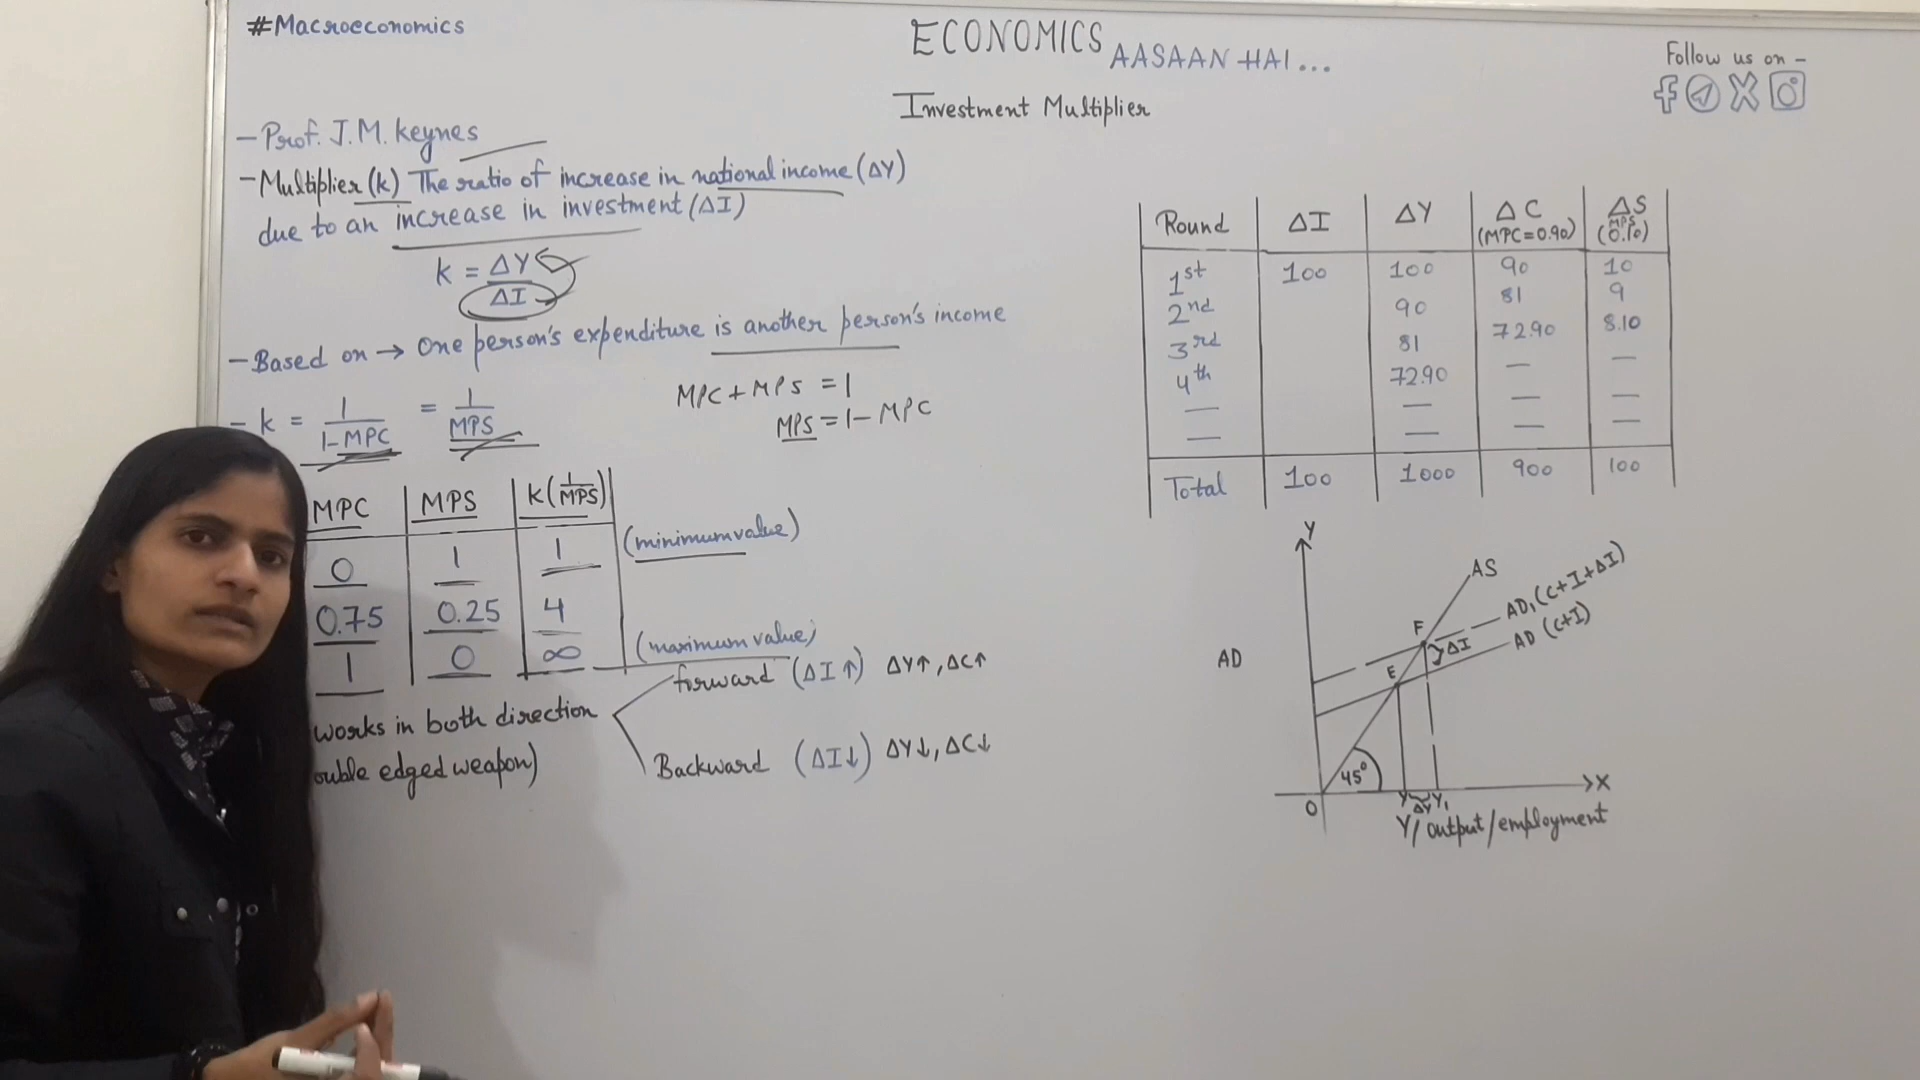 #Macroeconomics
ECONOMICS AASAAN HAI...
Follow us on -
Investment Multiplier
- Prof. J.M. Keynes
- Multiplier (k) The ratio of increase in national income (ΔY)
due to an increase in investment (ΔI)
k = ΔY
ΔI
- Based on → One person's expenditure is another person's income
- k = 1/1-MPC = 1/MPS
MPC + MPS = 1
MPS = 1 - MPC
MPC MPS k(1/MPS)
0 1 1 (minimum value)
0.75 0.25 4
1 0 ∞ (maximum value)
works in both direction
ouble edged weapon)
forward (ΔI↑) ΔY↑, ΔC↑
Backward (ΔI↓) ΔY↓, ΔC↓
Round ΔI ΔY ΔC (MPC=0.90) ΔS MPS (0.10)
1st 100 100 90 10
2nd 90 81 9
3rd 81 72.90 8.10
4th 72.90 — —
— — — —
— — — —
Total 100 1000 900 100
Y
AS
AD₁ (C+I+ΔI)
AD (C+I)
F
ΔI
E
AD
45°
O
Y ΔY Y₁
X
Y/output/employment